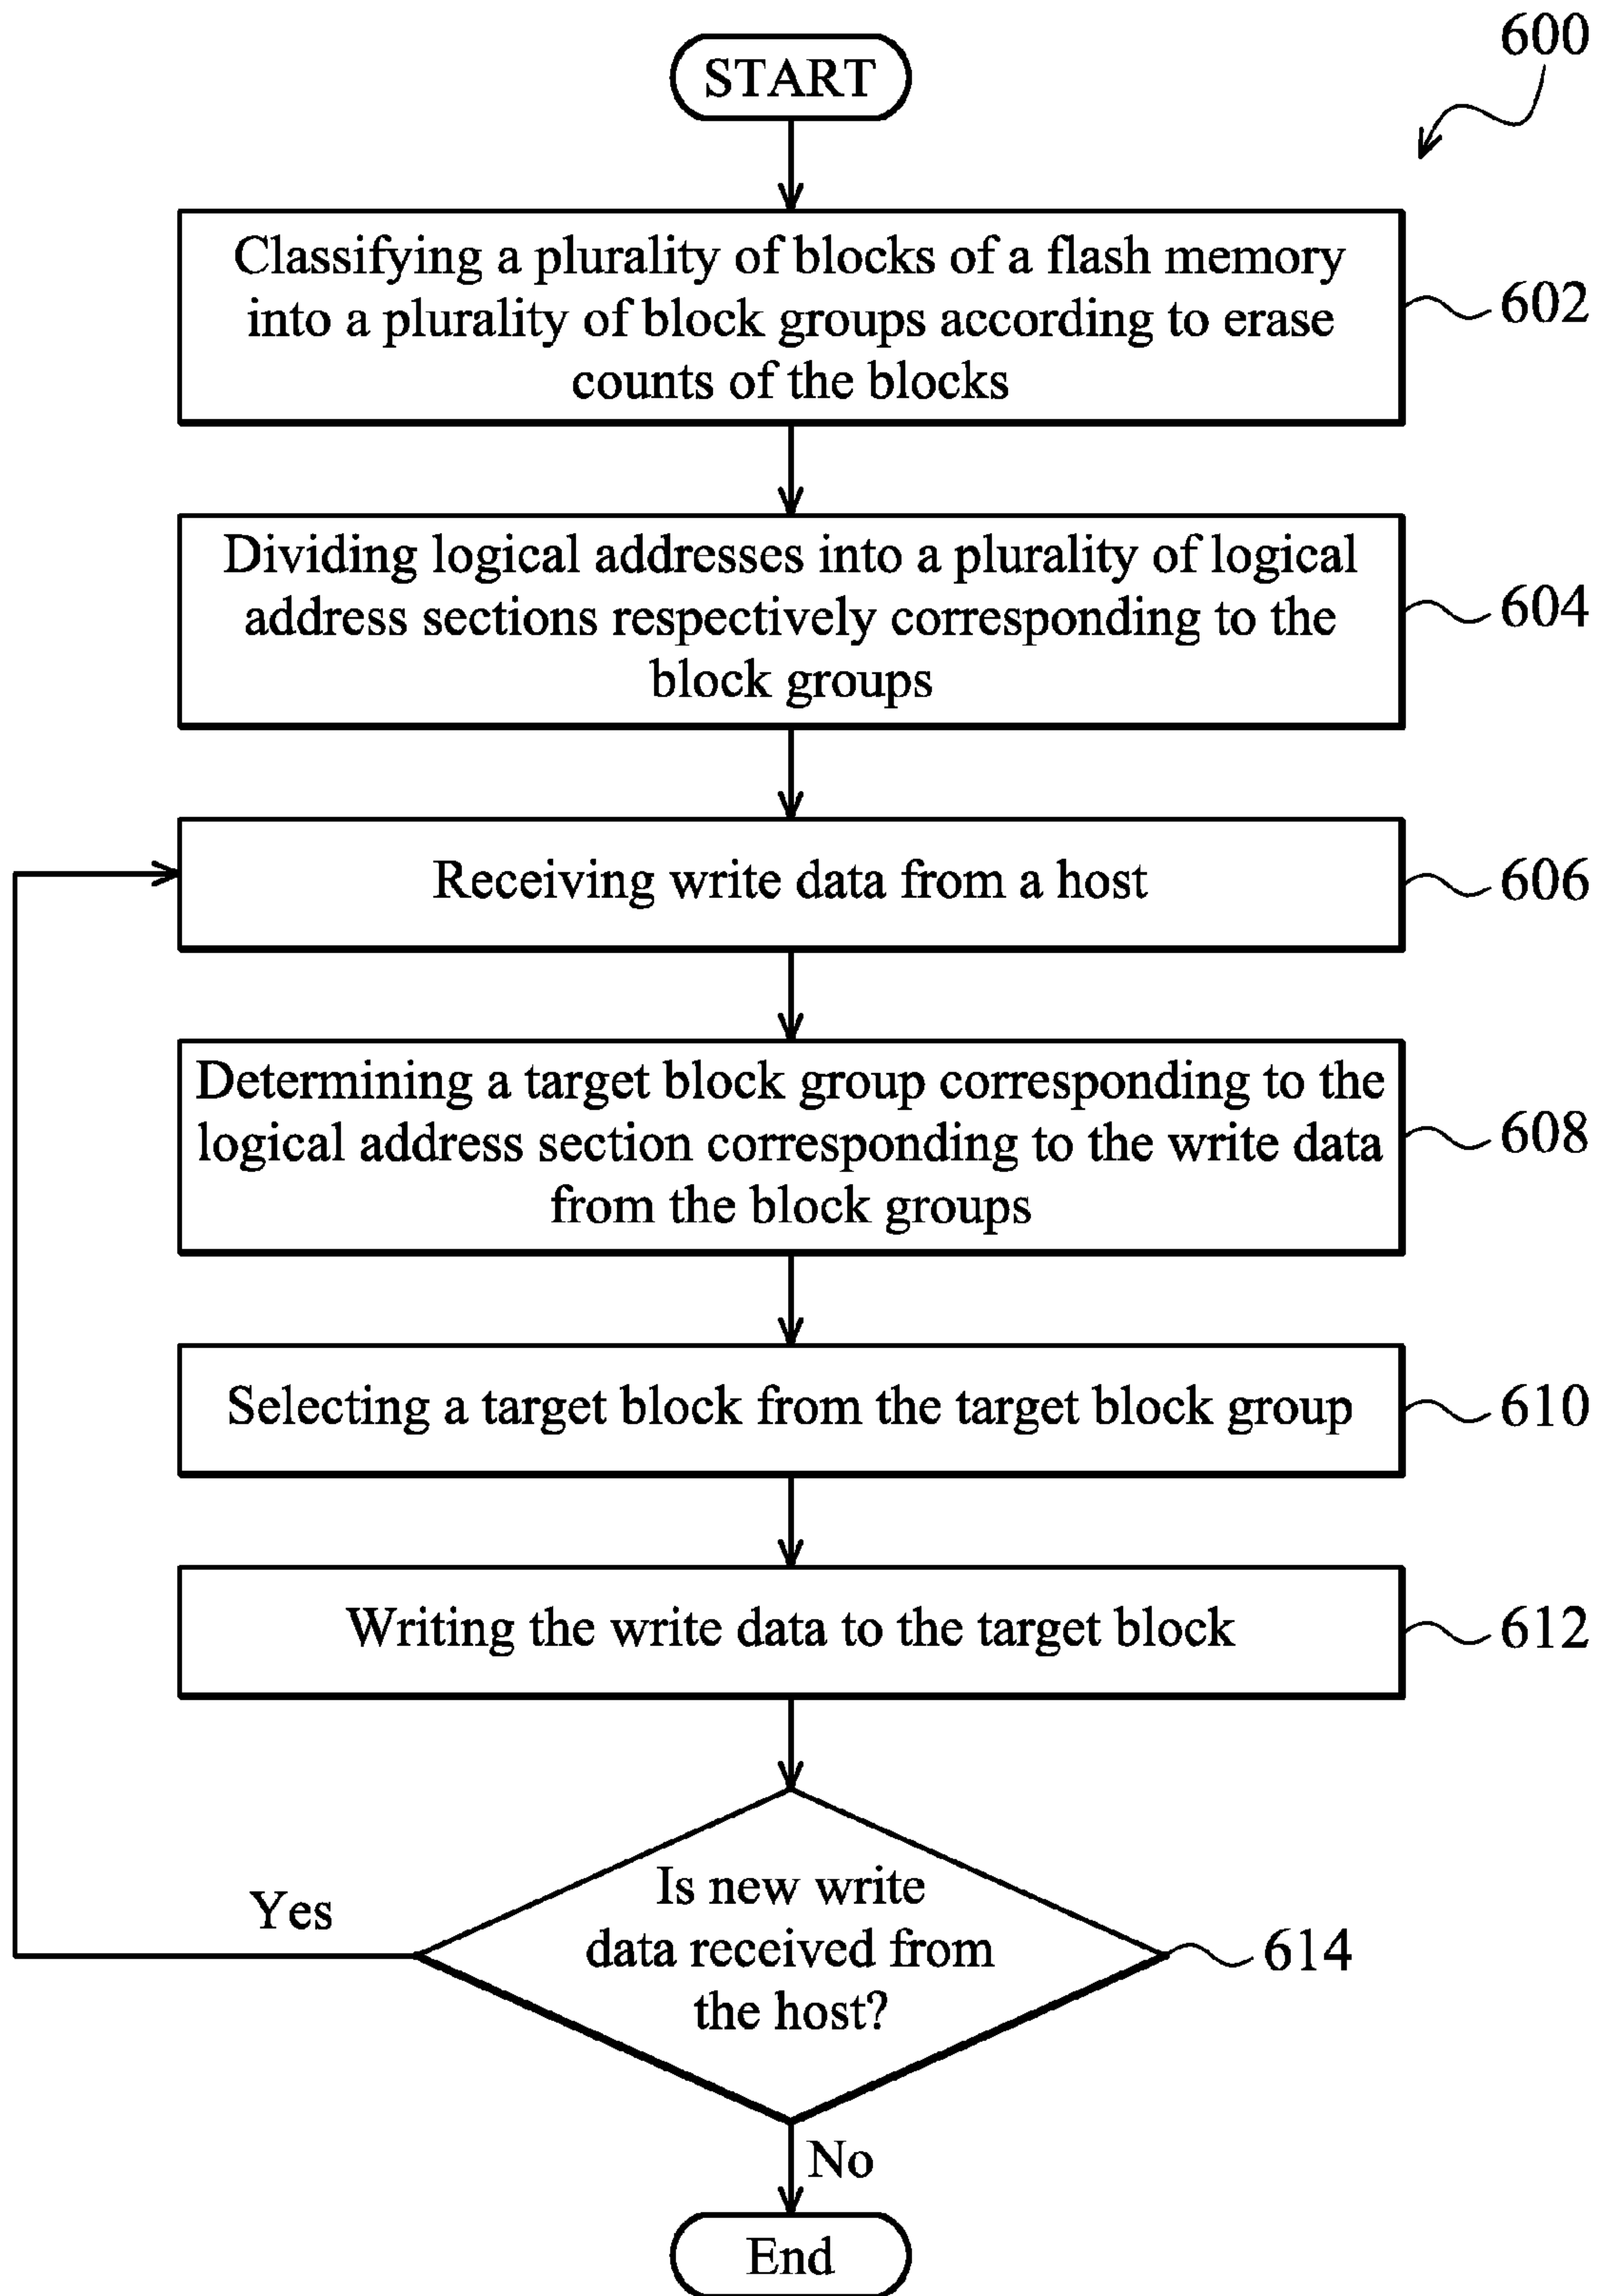 600
START
Classifying a plurality of blocks of a flash memory
into a plurality of block groups according to erase
counts of the blocks
602
Dividing logical addresses into a plurality of logical
address sections respectively corresponding to the
block groups
604
Receiving write data from a host
606
Determining a target block group corresponding to the
logical address section corresponding to the write data
from the block groups
608
Selecting a target block from the target block group
610
Writing the write data to the target block
612
Is new write
data received from
the host?
614
Yes
No
End